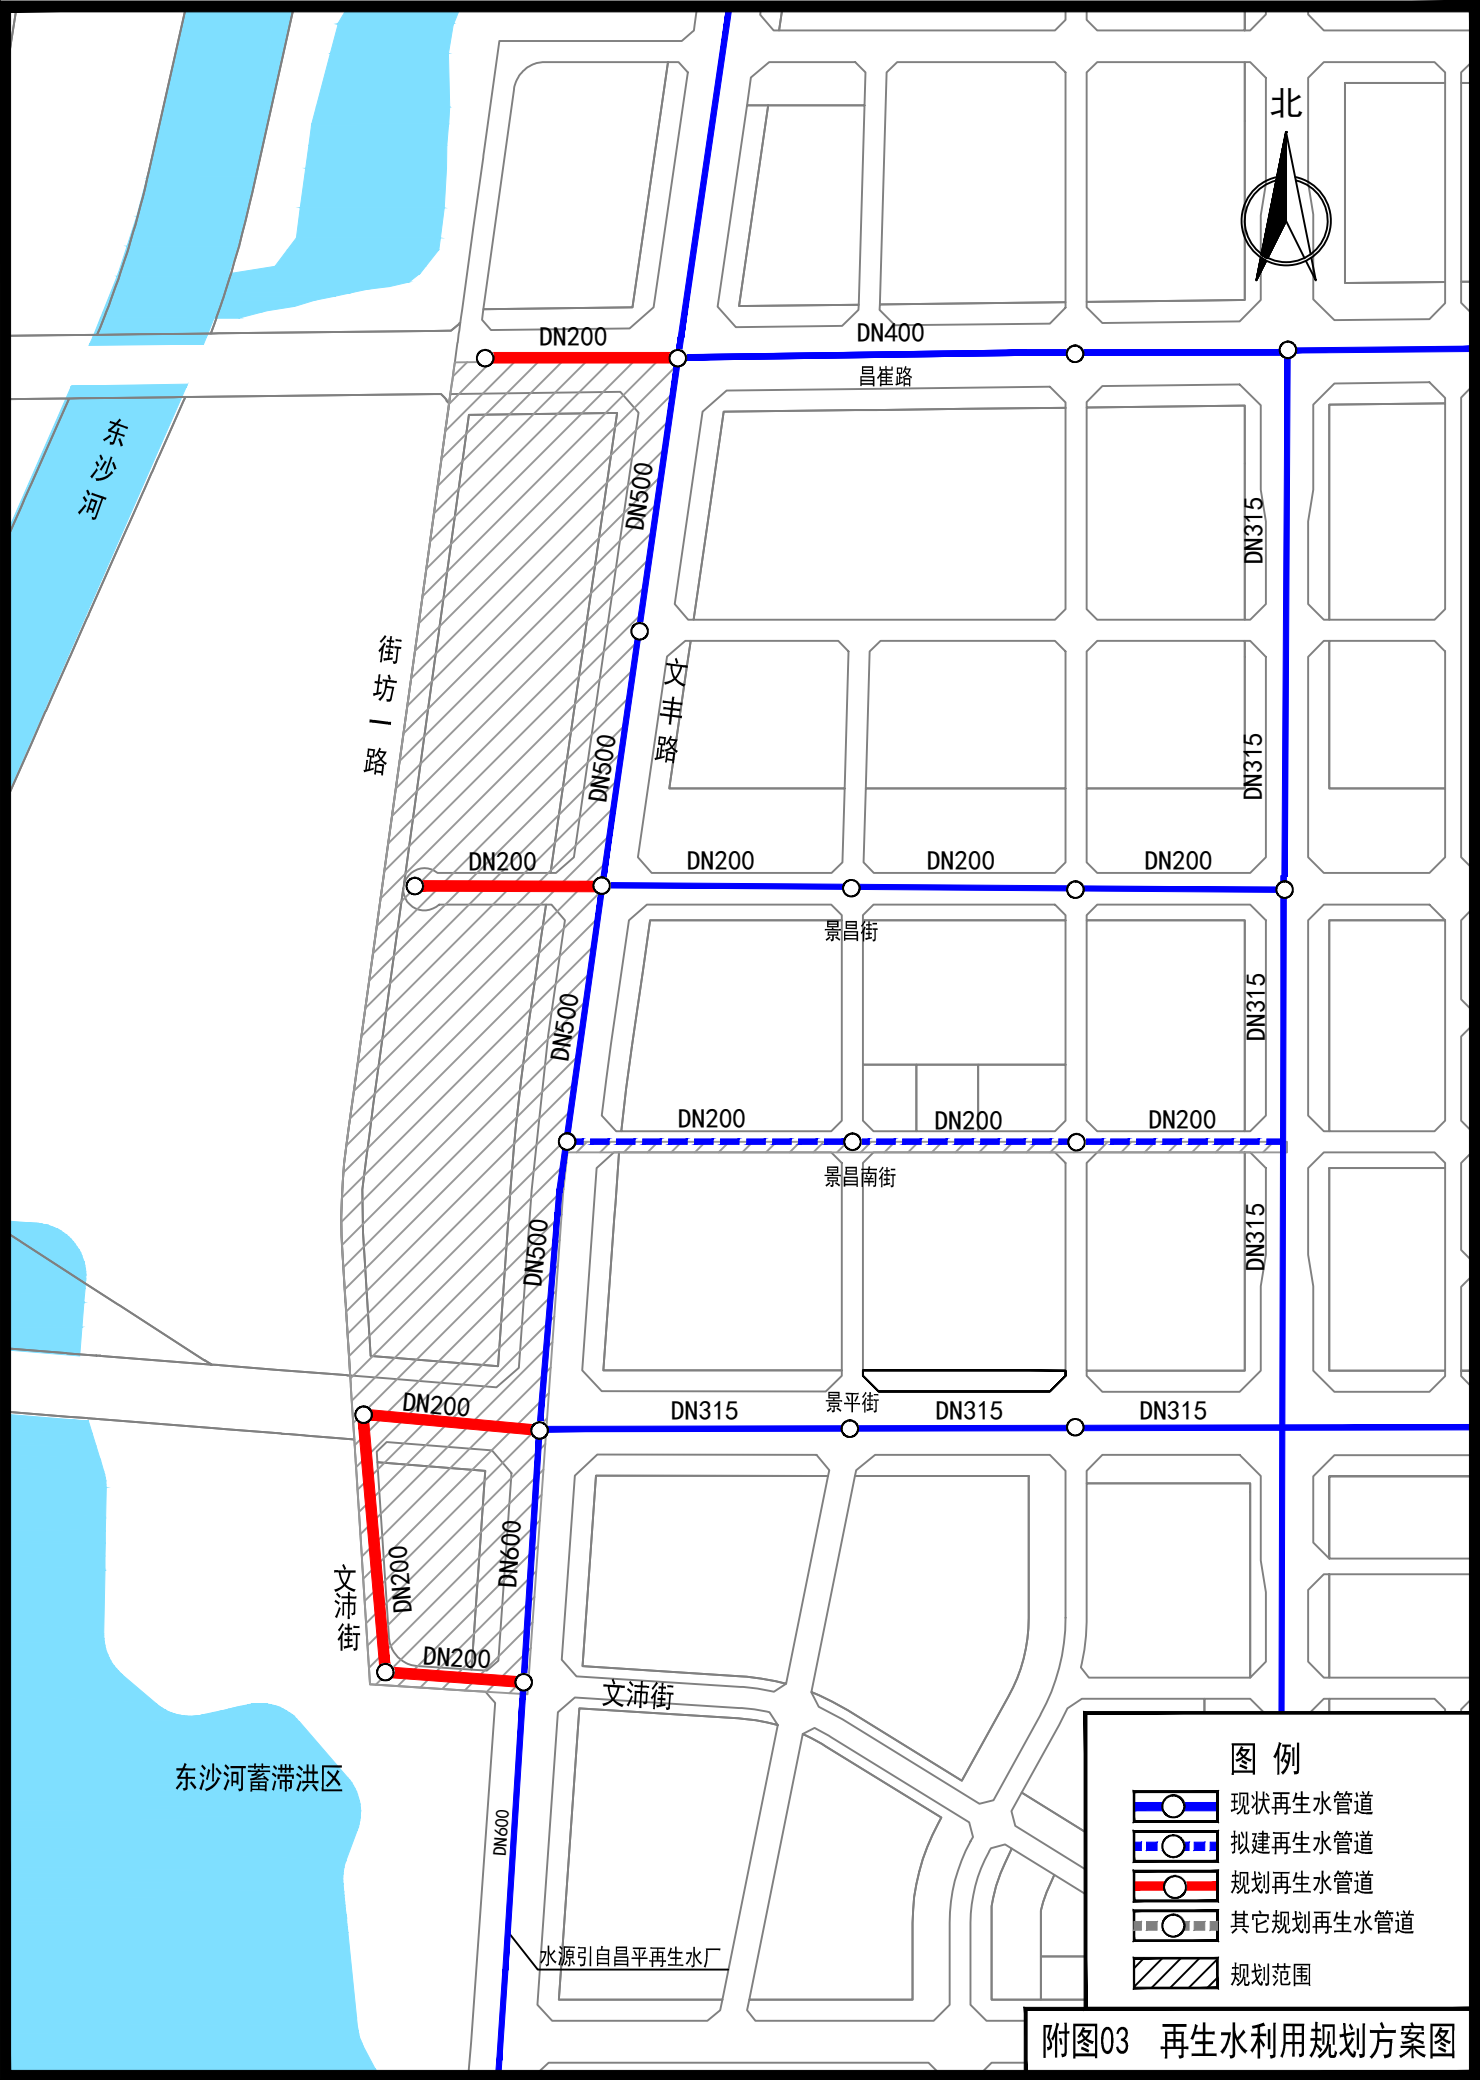 北
DN200
DN400
昌崔路
东沙河
DN500
DN315
街坊一路
文丰路
DN500
DN315
DN200
DN200
DN200
DN200
景昌街
DN500
DN315
DN200
DN200
DN200
景昌南街
DN500
DN315
DN200
景平街
DN315
DN315
DN315
DN600
DN200
文沛街
DN200
文沛街
东沙河蓄滞洪区
DN600
水源引自昌平再生水厂
图 例
现状再生水管道
拟建再生水管道
规划再生水管道
其它规划再生水管道
规划范围
附图03 再生水利用规划方案图